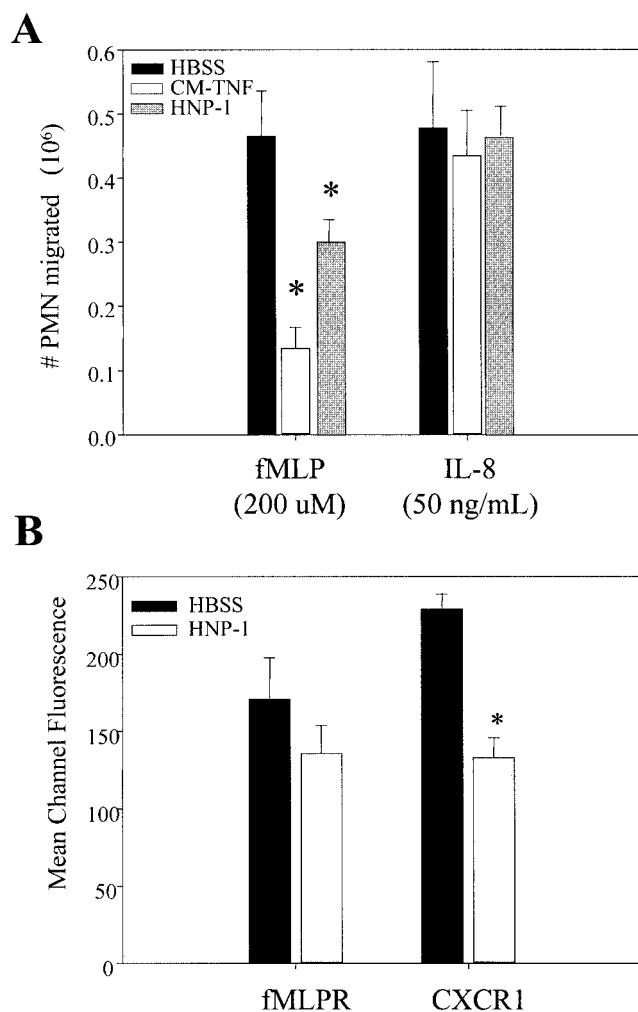 A
0.6
0.5
0.4
0.3
0.2
0.1
0.0
# PMN migrated (10⁶)
HBSS
CM-TNF
HNP-1
*
*
fMLP
(200 uM)
IL-8
(50 ng/mL)
B
250
200
150
100
50
0
Mean Channel Fluorescence
HBSS
HNP-1
*
fMLPR
CXCR1